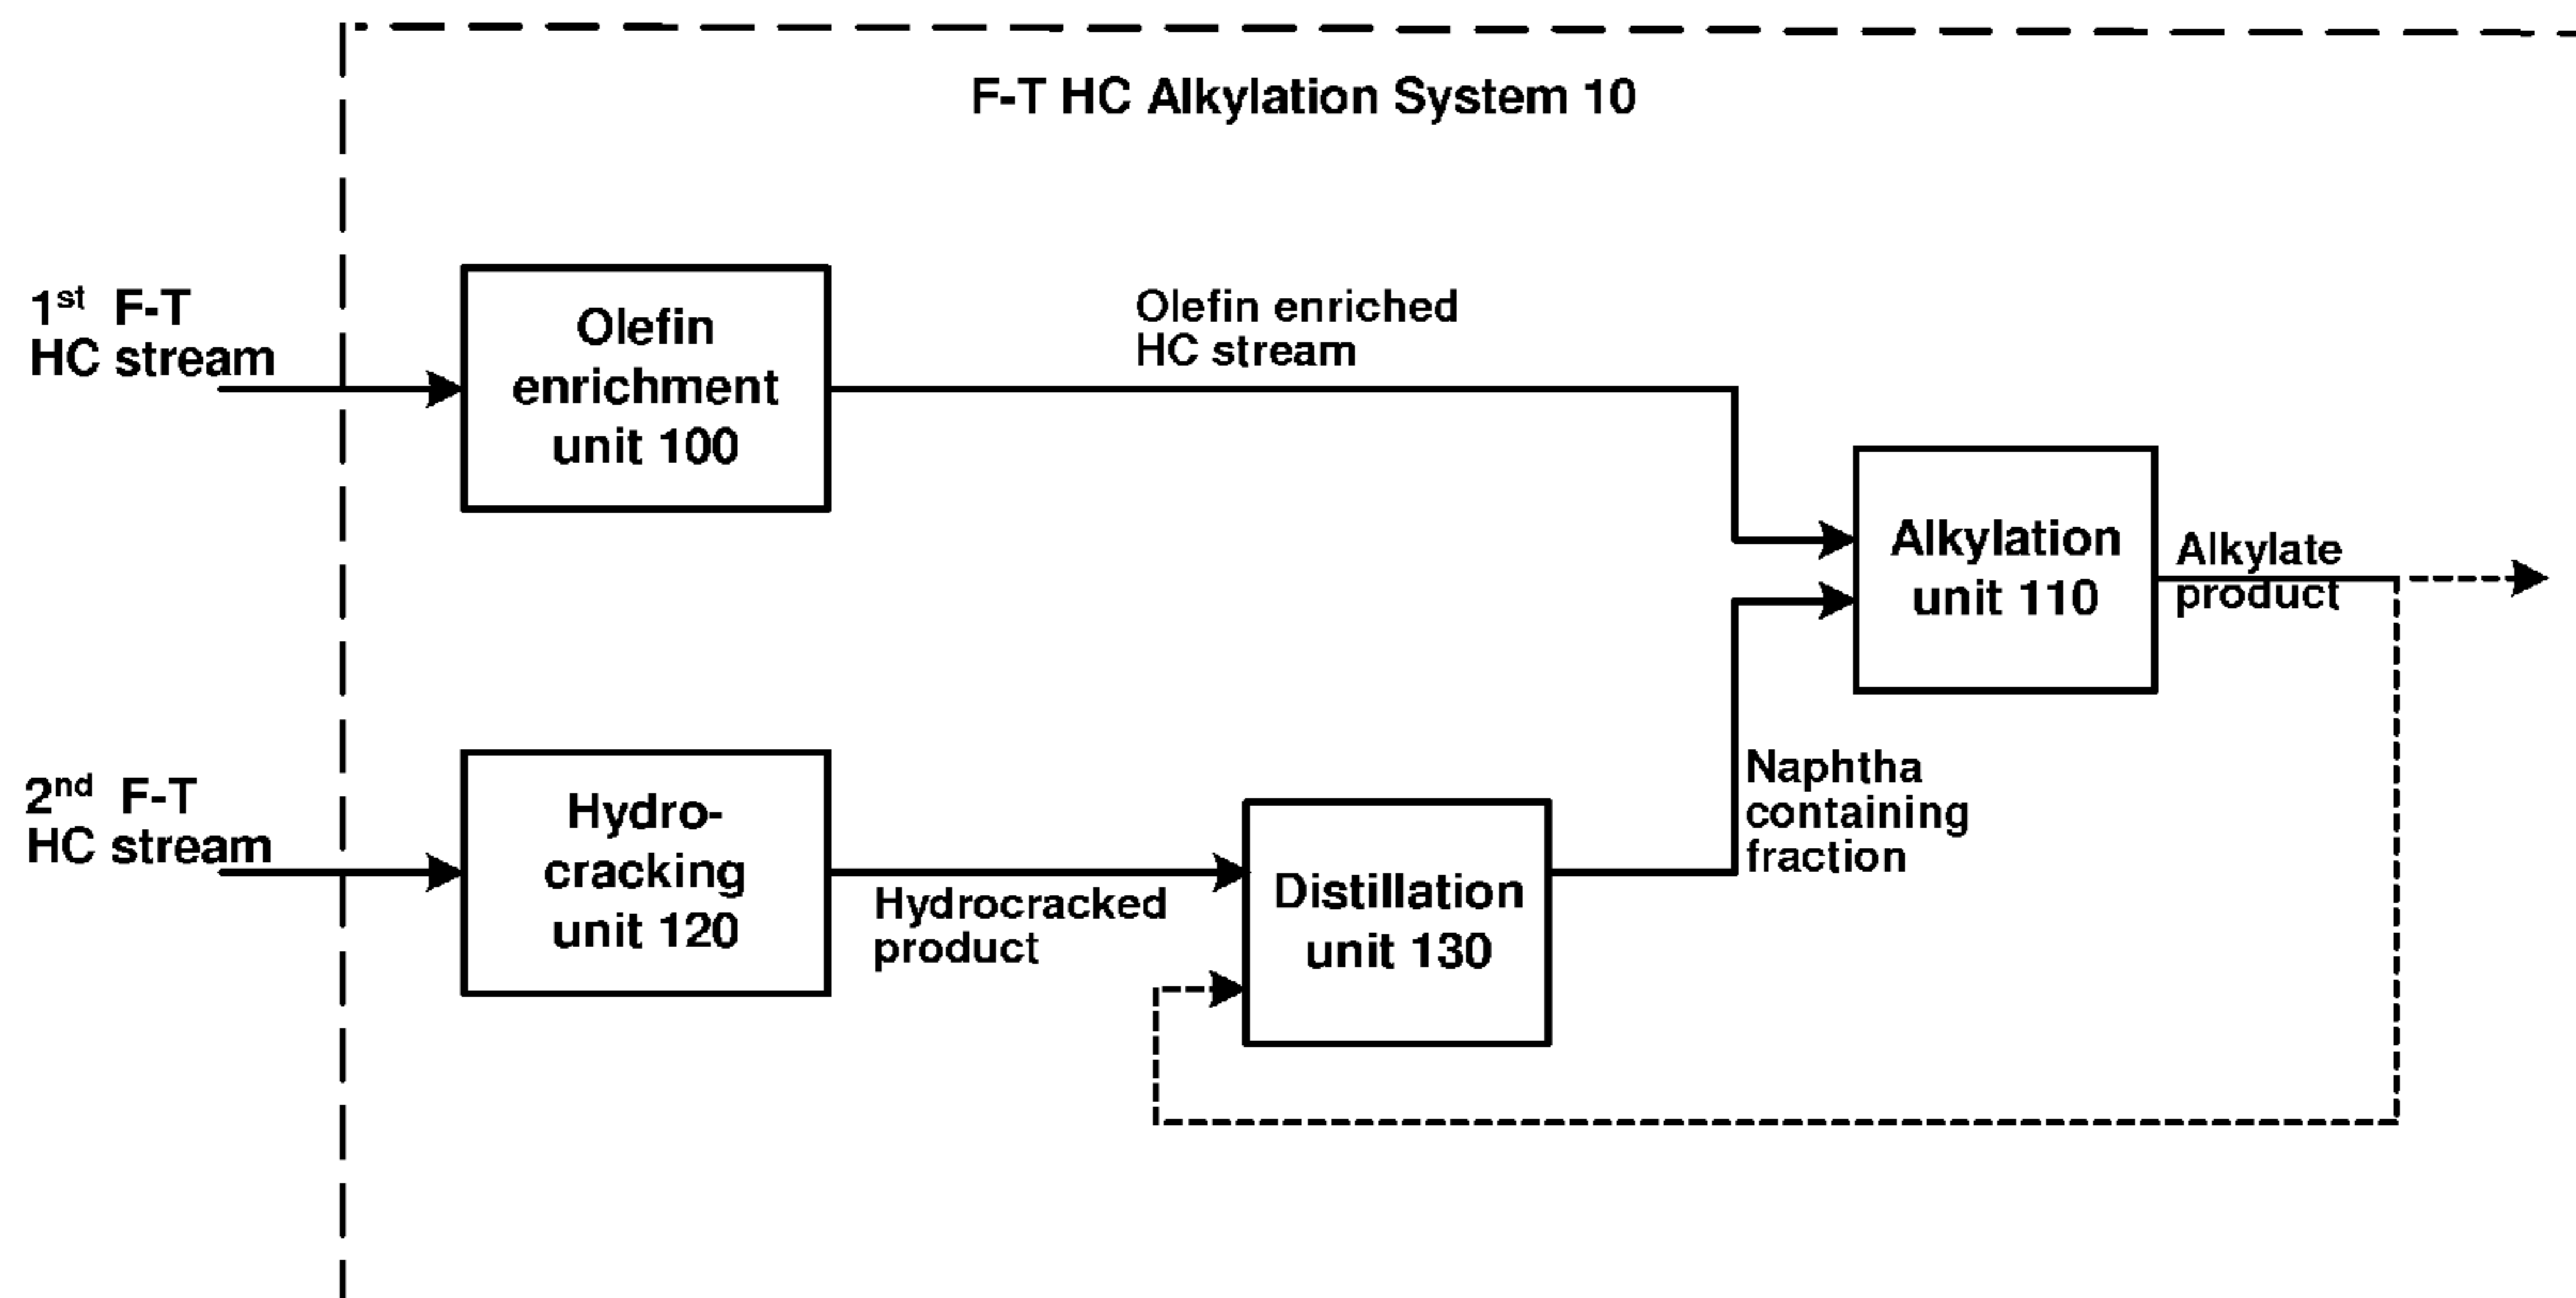 F-T HC Alkylation System 10
1st F-T
HC stream
Olefin
enrichment
unit 100
Olefin enriched
HC stream
Alkylation
unit 110
Alkylate
product
2nd F-T
HC stream
Hydro-
cracking
unit 120
Hydrocracked
product
Distillation
unit 130
Naphtha
containing
fraction